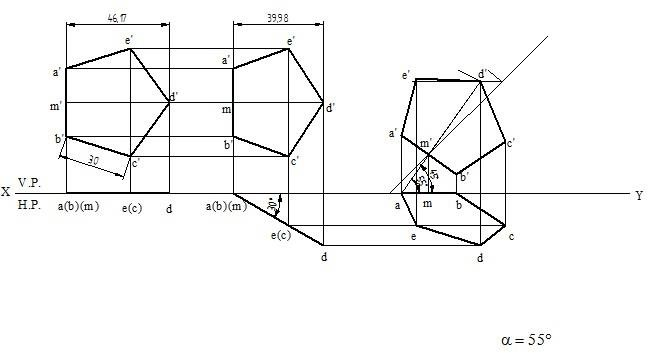 46,17
39,98
e'
e'
a'
a'
e'
d'
d'
d'
m'
m
a'
m'
c'
b'
b'
c'
c'
30
b'
X
V.P.
H.P.
Y
a(b)(m)
e(c)
d
a(b)(m)
30°
a
m
b
e(c)
e
c
d
d
α = 55°